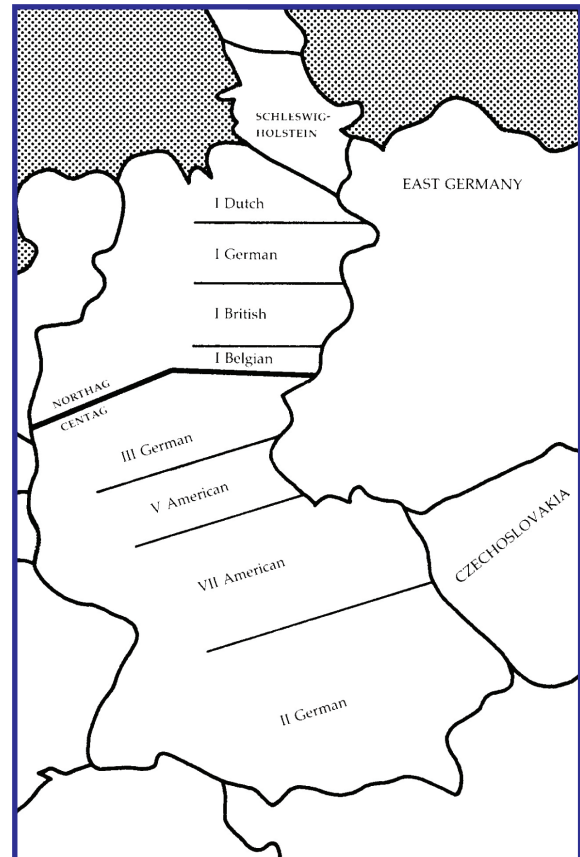 SCHLESWIG-
HOLSTEIN
EAST GERMANY
I Dutch
I German
I British
I Belgian
NORTHAG
CENTAG
III German
V American
VII American
CZECHOSLOVAKIA
II German